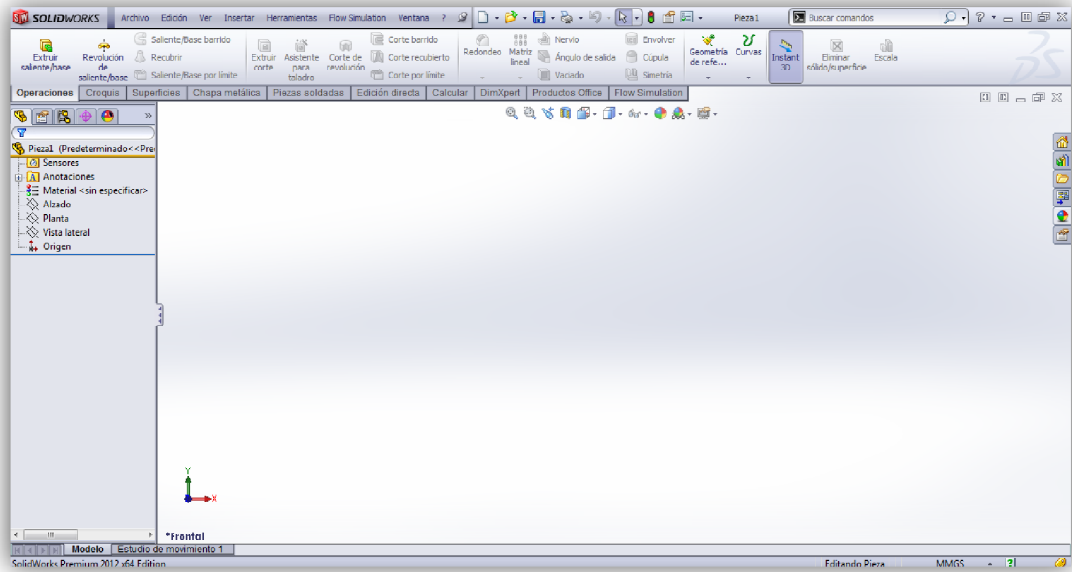 SOLIDWORKS Archivo Edición Ver Insertar Herramientas Flow Simulation Ventana ? Pieza1 Buscar comandos ?
Extruir saliente/base
Revolución de saliente/base
Saliente/Base barrido
Recubrir
Saliente/Base por límite
Extruir corte
Asistente para taladro
Corte de revolución
Corte barrido
Corte recubierto
Corte por límite
Redondeo
Matriz lineal
Nervio
Ángulo de salida
Vaciado
Envolver
Cúpula
Simetría
Geometría de refe...
Curvas
Instant 3D
Eliminar sólido/superficie
Escala
Operaciones Croquis Superficies Chapa metálica Piezas soldadas Edición directa Calcular DimXpert Productos Office Flow Simulation
Pieza1 (Predeterminado<<Pre
Sensores
Anotaciones
Material <sin especificar>
Alzado
Planta
Vista lateral
Origen
Y
X
*Frontal
Modelo Estudio de movimiento 1
SolidWorks Premium 2012 x64 Edition Editando Pieza MMGS